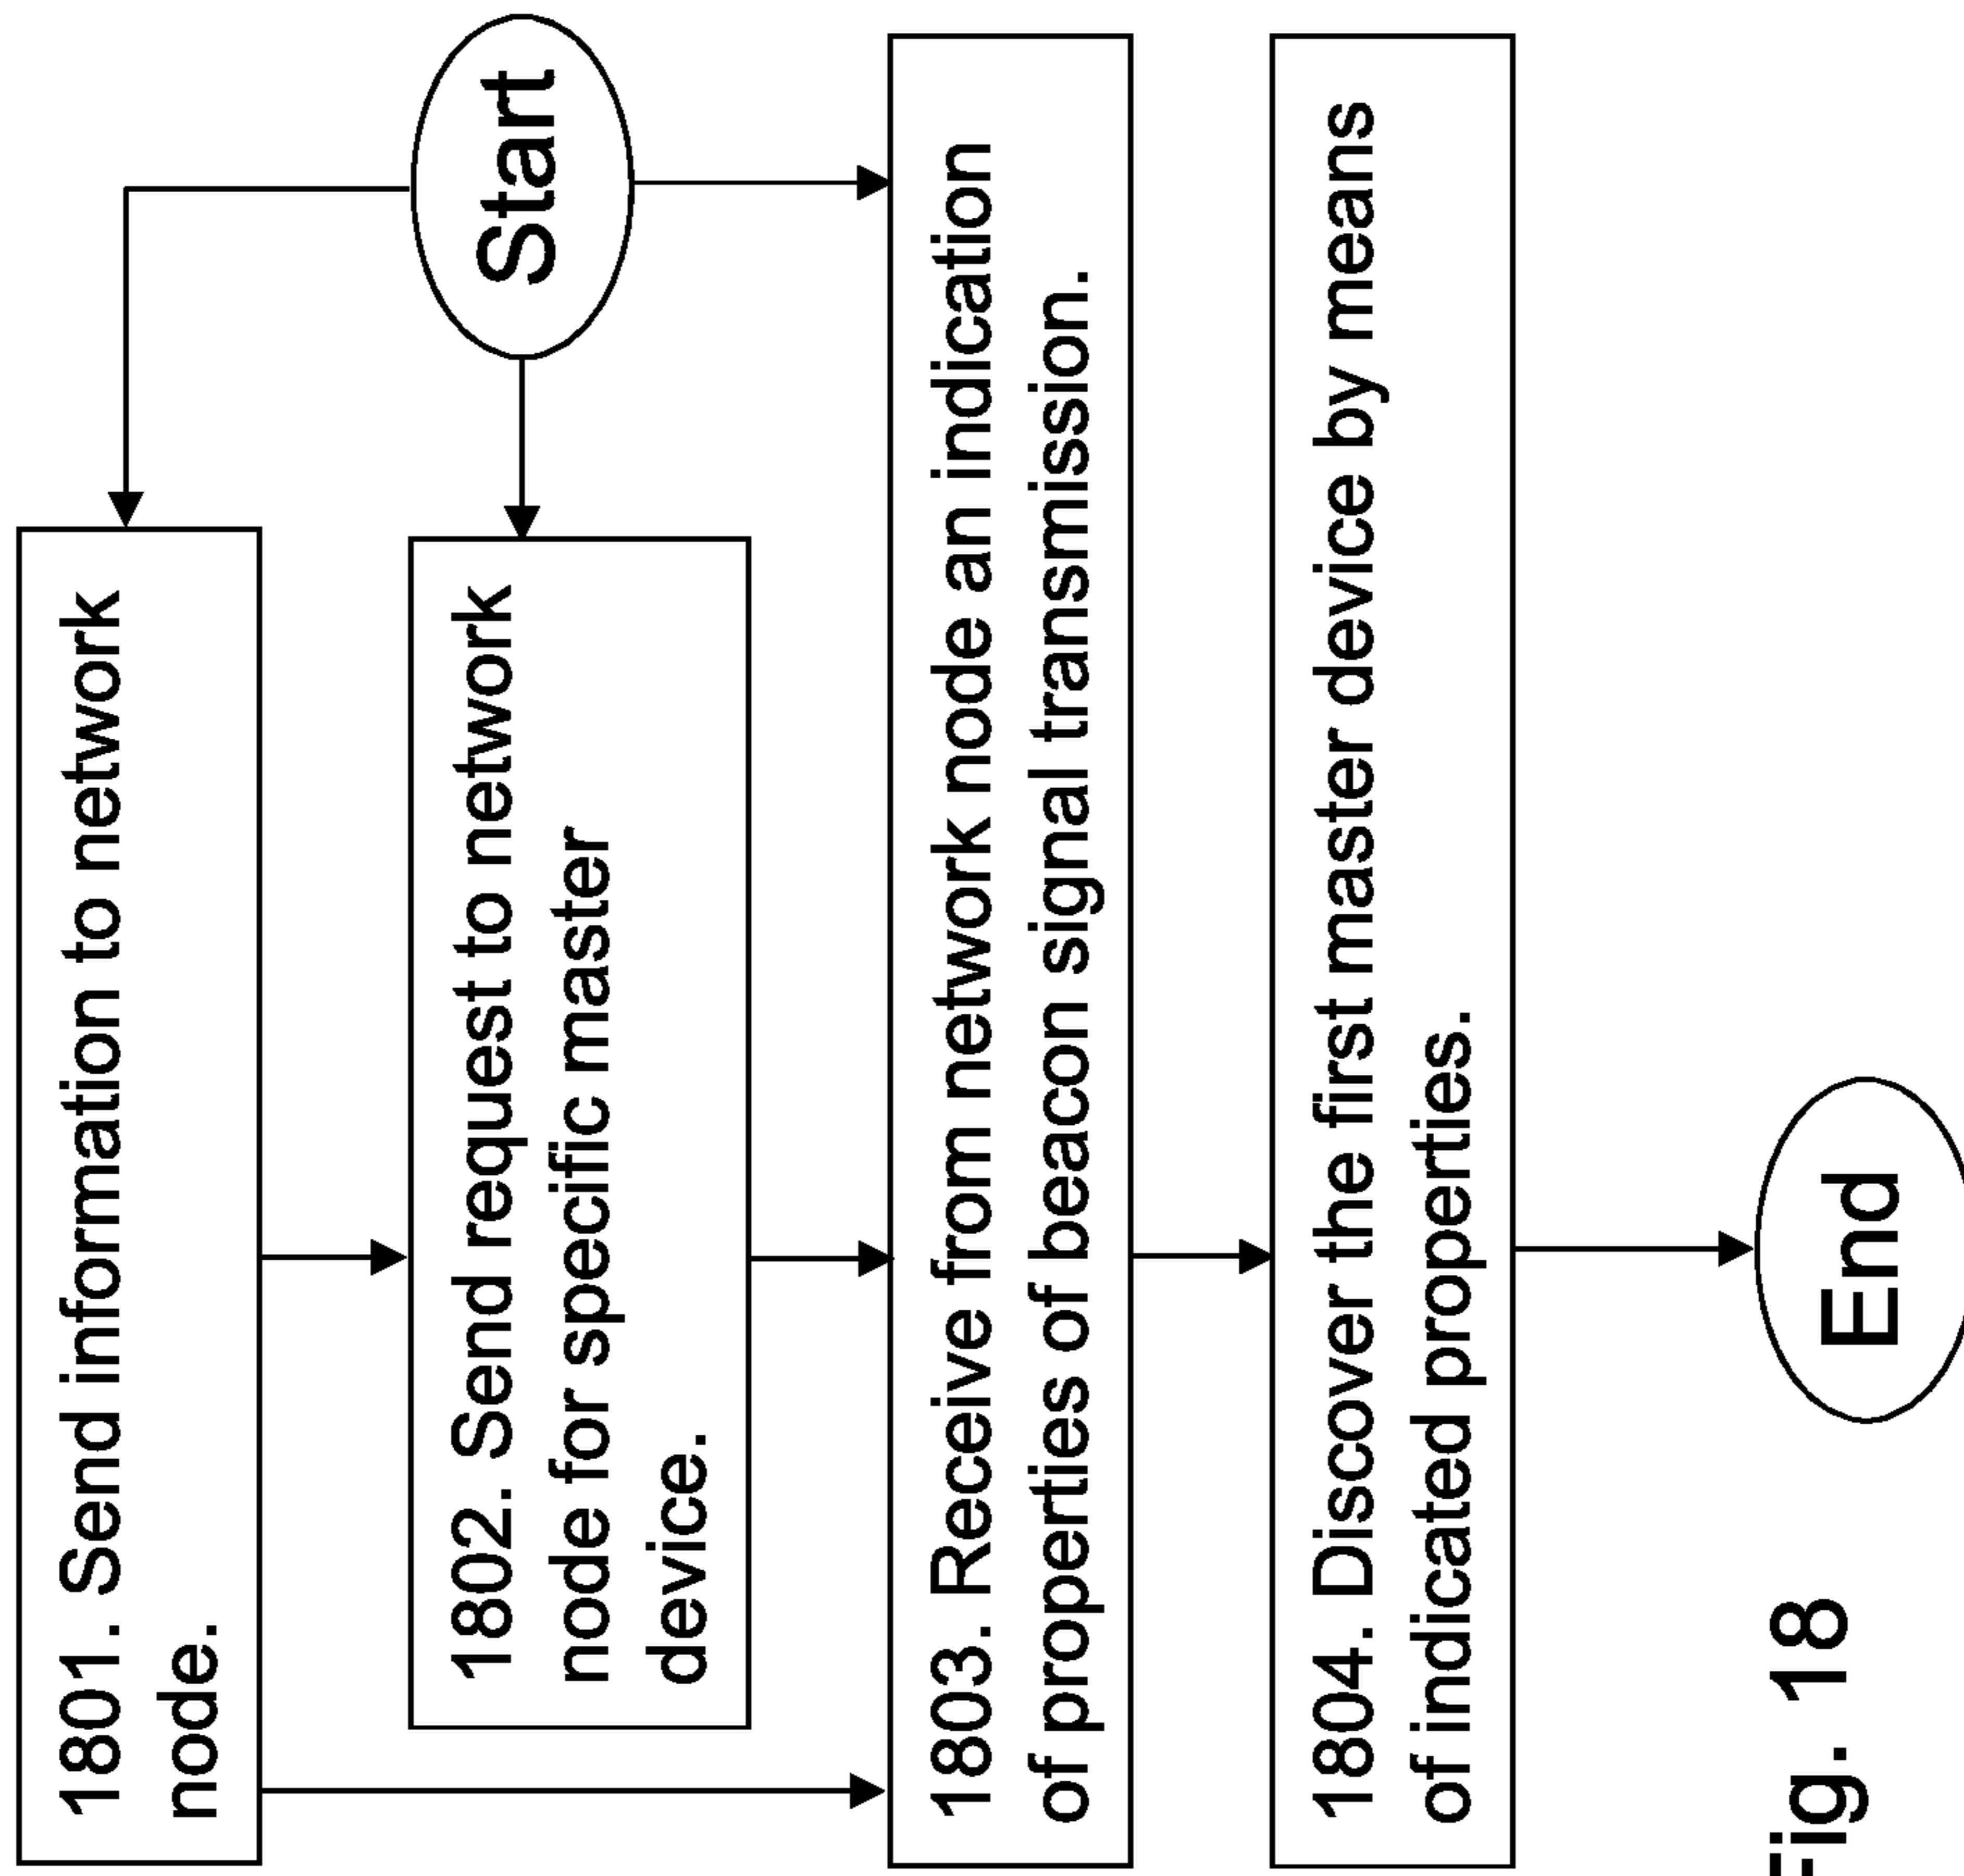 Start
1801. Send information to network
node.
1802. Send request to network
node for specific master
device.
1803. Receive from network node an indication
of properties of beacon signal transmission.
1804. Discover the first master device by means
of indicated properties.
End
Fig. 18